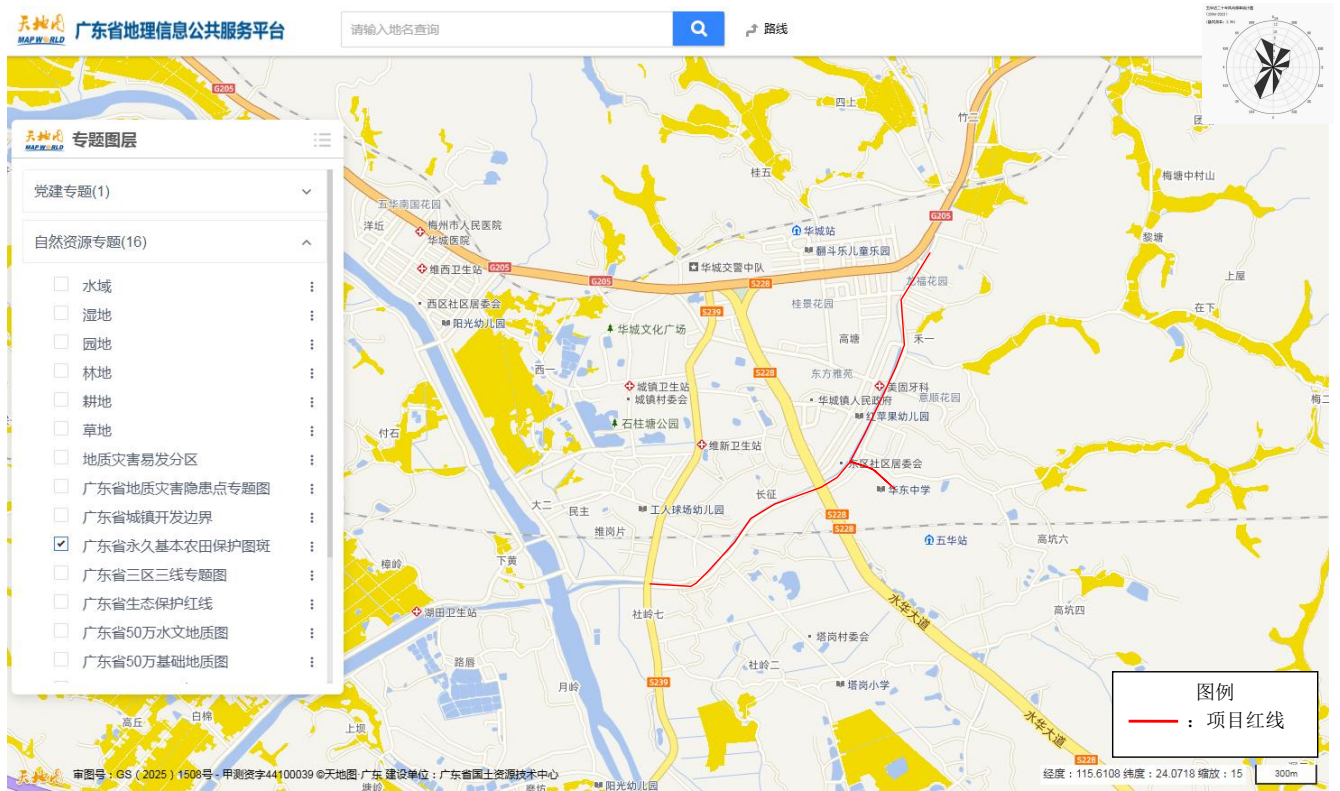 天地图
MAP WORLD
广东省地理信息公共服务平台
请输入地名查询
路线
天地图
MAP WORLD
专题图层
党建专题(1)
自然资源专题(16)
水域
湿地
园地
林地
耕地
草地
地质灾害易发分区
广东省地质灾害隐患点专题图
广东省城镇开发边界
广东省永久基本农田保护图斑
广东省三区三线专题图
广东省生态保护红线
广东省50万水文地质图
广东省50万基础地质图
G205
四上
竹二
桂五
梅塘中村山
五华南国花园
洋坵
梅州市人民医院
华城医院
G205
华城站
翻斗乐儿童乐园
黎塘
维西卫生站
G205
G205
华城交警中队
S228
龙福花园
上屋
西区社区居委会
阳光幼儿园
S239
桂景花园
在下
华城文化广场
高塘
禾一
西一
S228
东方雅苑
城镇卫生站
城镇村委会
美固牙科
华城镇人民政府
意顺花园
梅二
石柱塘公园
红苹果幼儿园
付石
维新卫生站
东区社区居委会
长征
华东中学
大二
民主
工人球场幼儿园
S228
S228
维岗片
五华站
高坑六
下黄
樟岭
水华大道
湖田卫生站
社岭七
高坑四
塔岗村委会
路唇
社岭二
月岭
S239
塔岗小学
图例
：项目红线
高丘
白棉
上坝
水华大道
S228
天地图
审图号：GS（2025）1508号 - 甲测资字44100039 ©天地图·广东 建设单位：广东省国土资源技术中心
经度：115.6108 纬度：24.0718 缩放：15
300m
塘岭
磨坊
阳光幼儿园